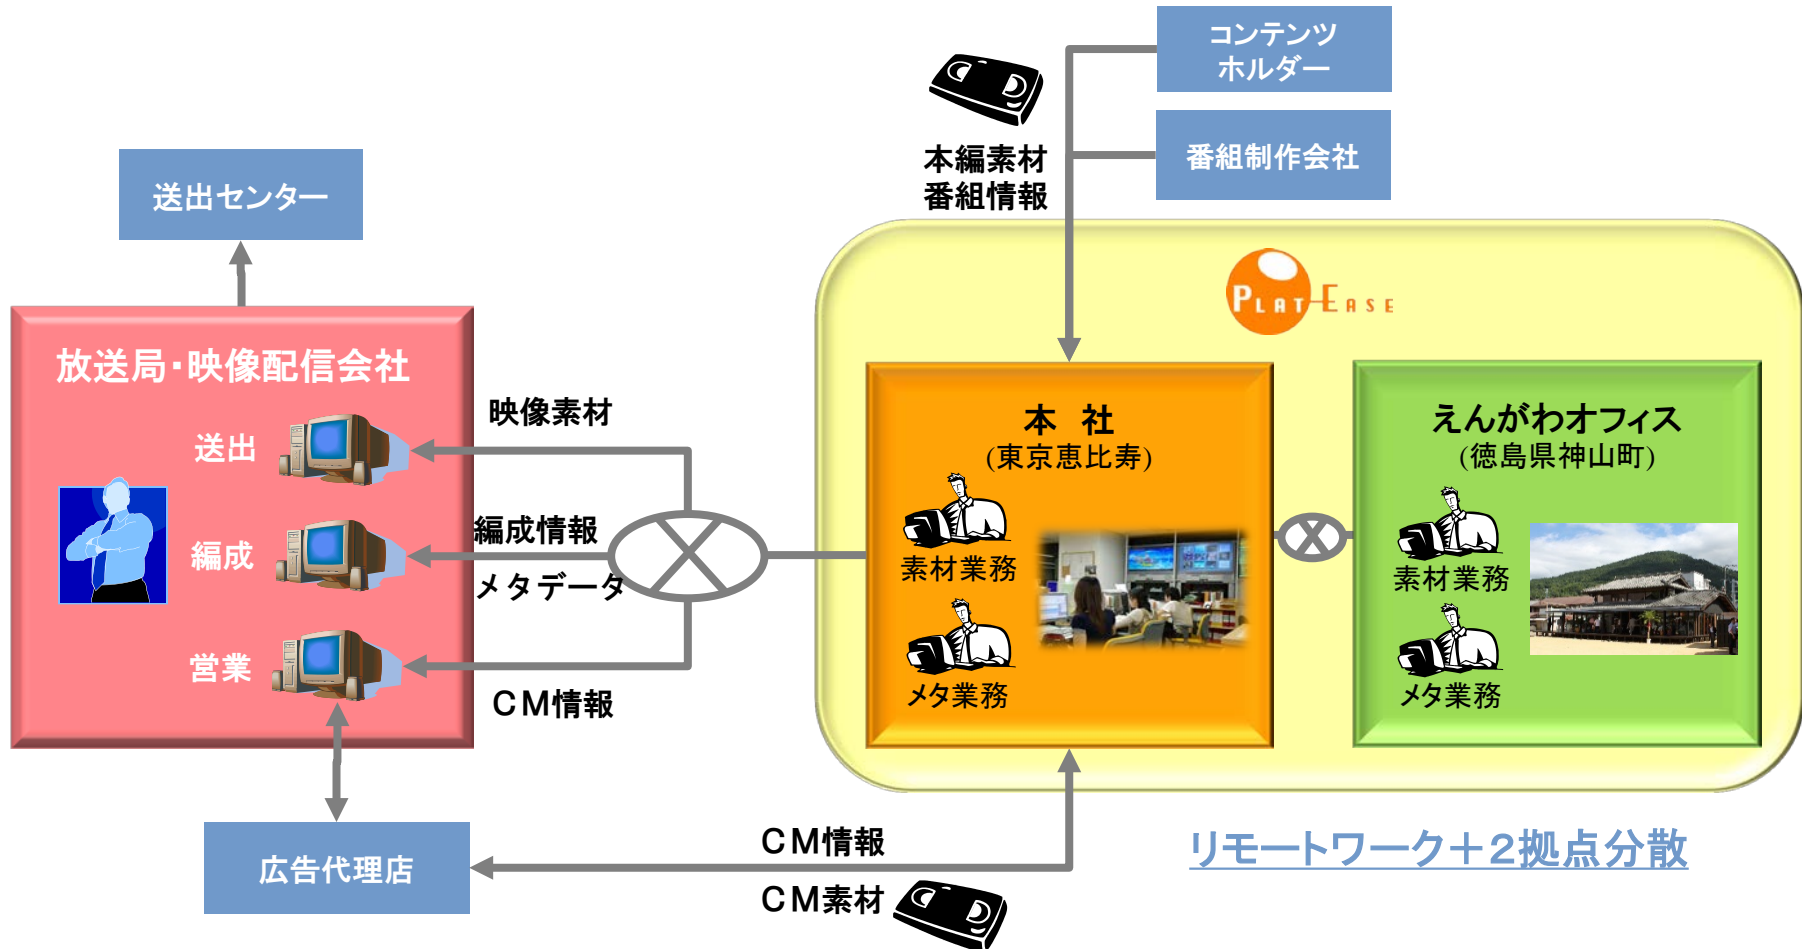 コンテンツ
ホルダー
番組制作会社
本編素材
番組情報
送出センター
PLAT-EASE
放送局・映像配信会社
送出
編成
営業
映像素材
編成情報
メタデータ
CM情報
本 社
(東京恵比寿)
素材業務
メタ業務
えんがわオフィス
(徳島県神山町)
素材業務
メタ業務
広告代理店
CM情報
CM素材
リモートワーク+2拠点分散